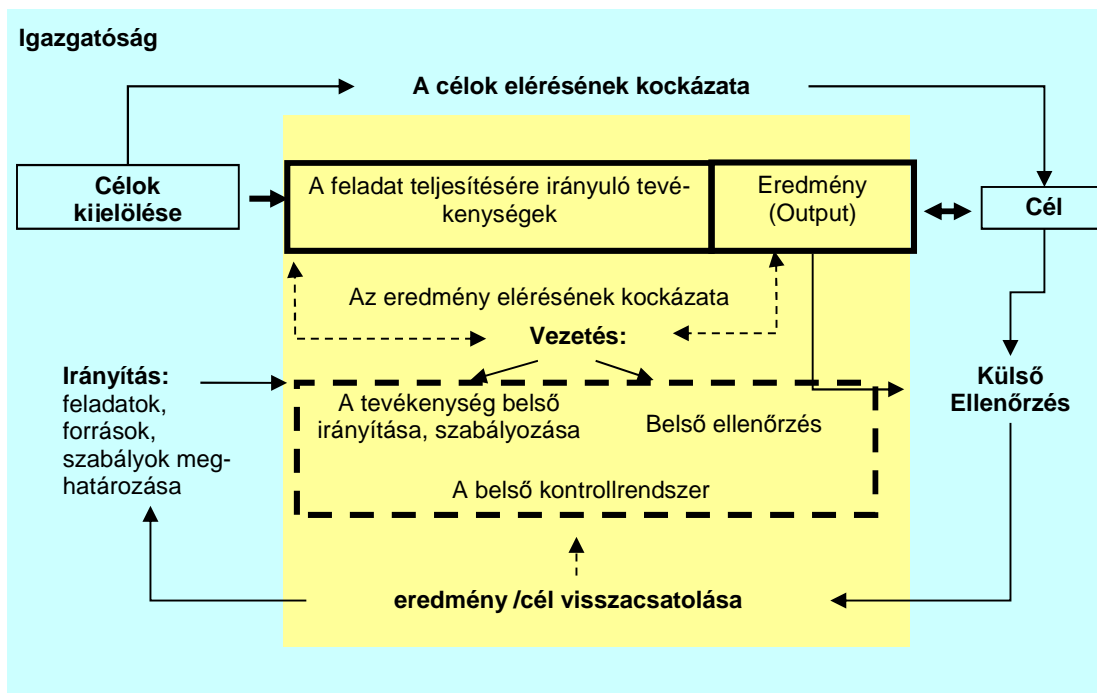 Igazgatóság
A célok elérésének kockázata
Célok
kijelölése
A feladat teljesítésére irányuló tevé-
kenységek
Eredmény
(Output)
Cél
Az eredmény elérésének kockázata
Vezetés:
Irányítás:
feladatok,
források,
szabályok meg-
határozása
A tevékenység belső
irányítása, szabályozása
Belső ellenőrzés
A belső kontrollrendszer
Külső
Ellenőrzés
eredmény /cél visszacsatolása